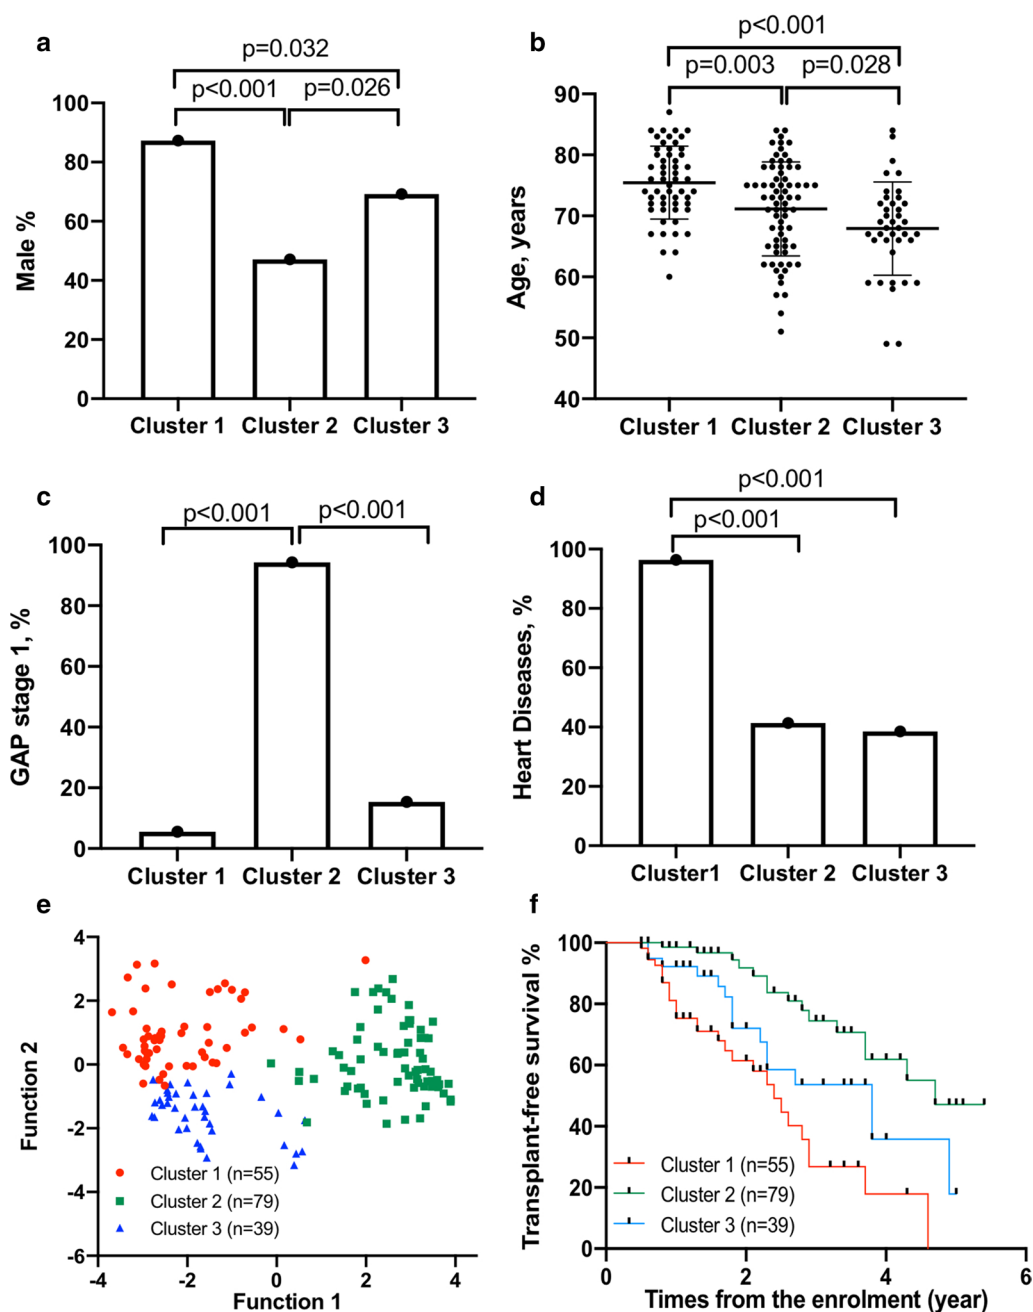 a
p=0.032
p<0.001
p=0.026
100
80
60
40
20
0
Male %
Cluster 1
Cluster 2
Cluster 3
b
p<0.001
p=0.003
p=0.028
90
80
70
60
50
40
Age, years
Cluster 1
Cluster 2
Cluster 3
c
p<0.001
p<0.001
100
80
60
40
20
0
GAP stage 1, %
Cluster 1
Cluster 2
Cluster 3
d
p<0.001
p<0.001
100
80
60
40
20
0
Heart Diseases, %
Cluster1
Cluster 2
Cluster 3
e
4
2
0
-2
-4
-6
Function 2
Cluster 1 (n=55)
Cluster 2 (n=79)
Cluster 3 (n=39)
-4
-2
0
2
4
Function 1
f
100
80
60
40
20
0
Transplant-free survival %
Cluster 1 (n=55)
Cluster 2 (n=79)
Cluster 3 (n=39)
0
2
4
6
Times from the enrolment (year)